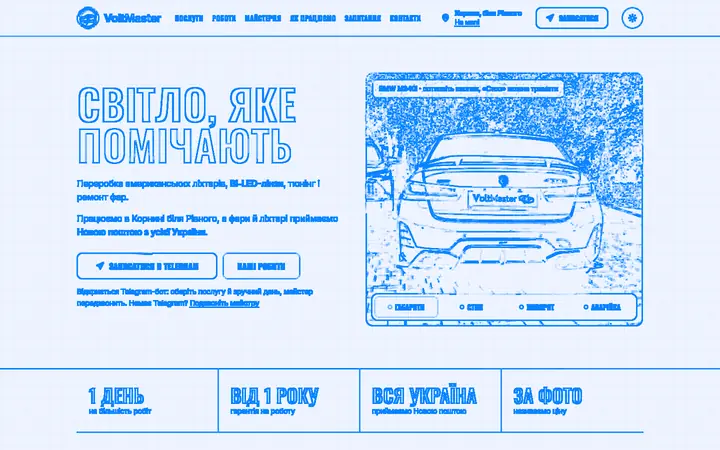 VoltMaster
ПОСЛУГИ РОБОТИ МАЙСТЕРНЯ ЯК ПРАЦЮЄМО ЗАПИТАННЯ КОНТАКТИ
Корнин, біля Рівного
На мапі
ЗАПИСАТИСЯ
СВІТЛО, ЯКЕ
ПОМІЧАЮТЬ
Переробка американських ліхтарів, BI-LED-лінзи, тюнінг і
ремонт фар.
Працюємо в Корнині біля Рівного, а фари й ліхтарі приймаємо
Новою поштою з усієї України.
ЗАПИСАТИСЯ В TELEGRAM
НАШІ РОБОТИ
Відкриється Telegram-бот: оберіть послугу й зручний день, майстер
передзвонить. Немає Telegram? Подзвоніть майстру
BMW M340i
VoltMaster
ГАБАРИТИ
СТОП
ПОВОРОТ
АВАРІЙКА
1 ДЕНЬ
на більшість робіт
ВІД 1 РОКУ
гарантія на роботу
ВСЯ УКРАЇНА
приймаємо Новою поштою
ЗА ФОТО
називаємо ціну